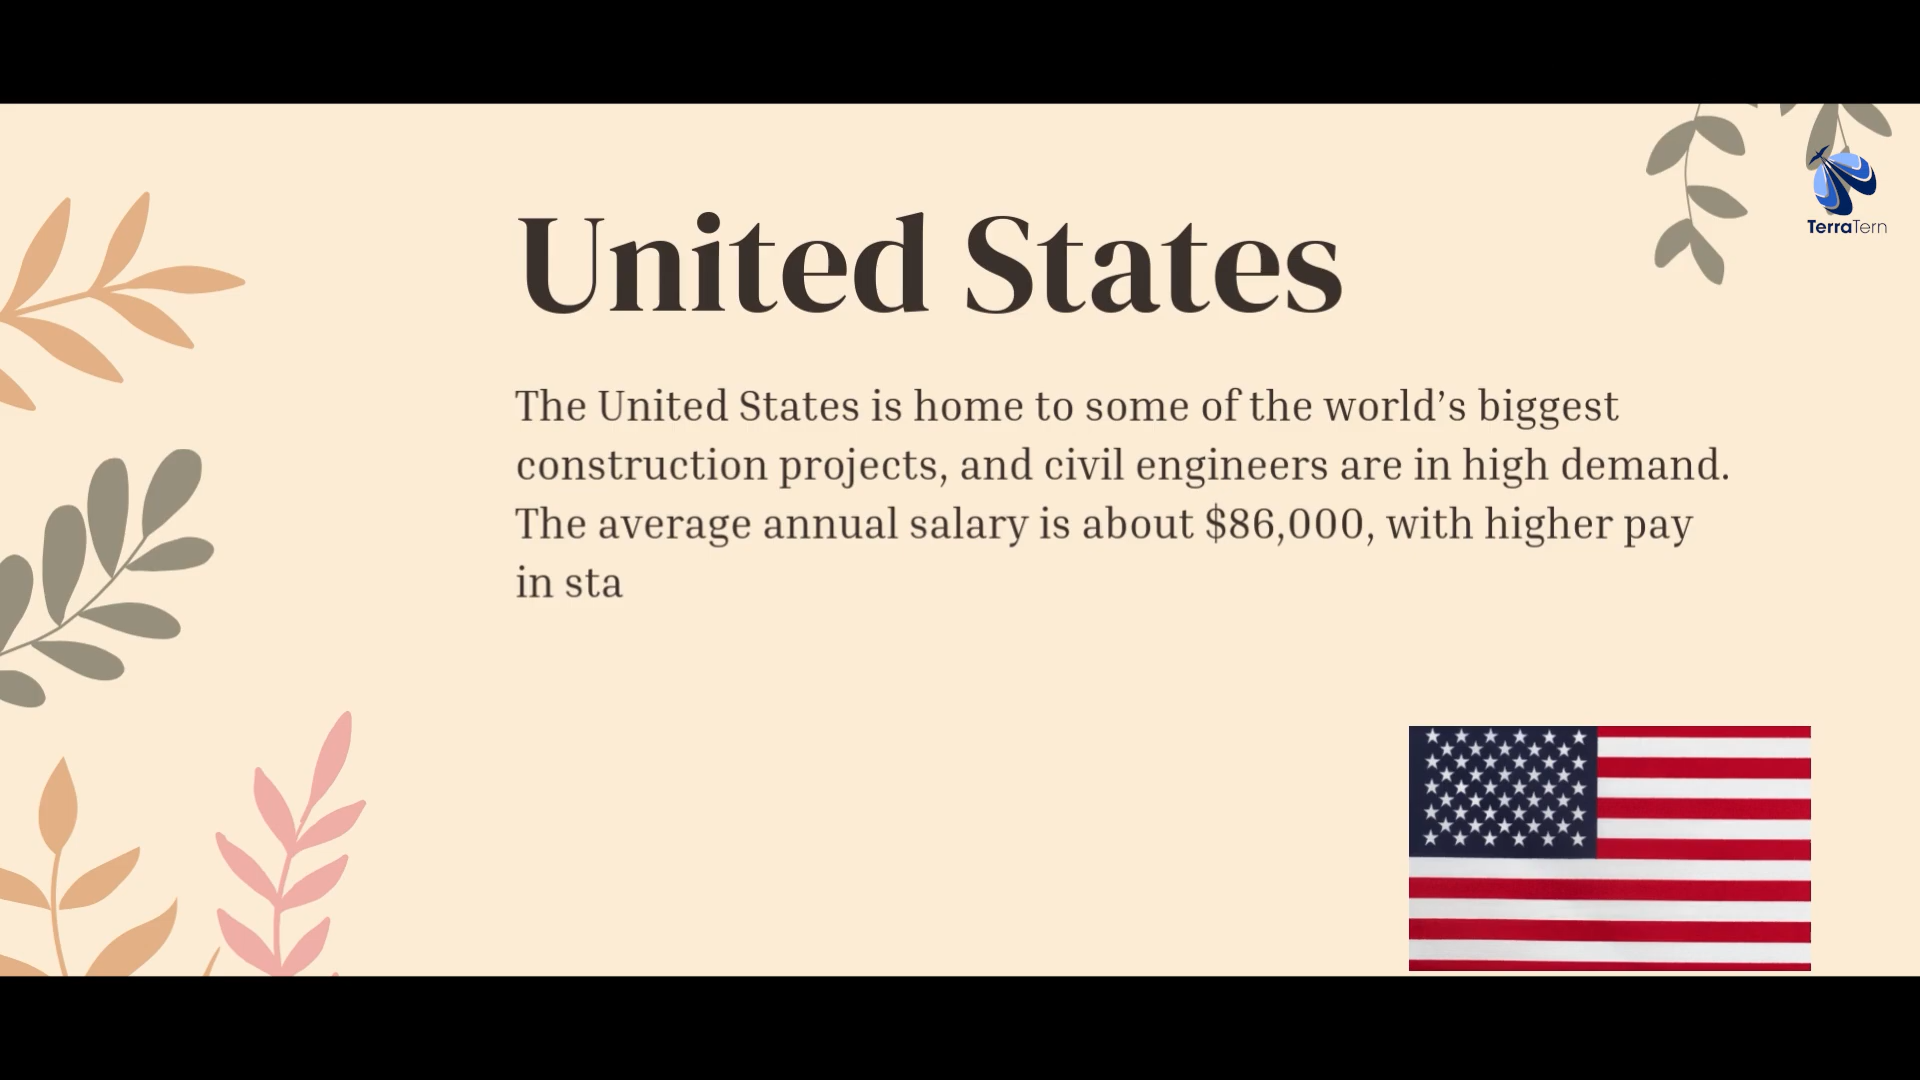 United States
TerraTern
The United States is home to some of the world’s biggest
construction projects, and civil engineers are in high demand.
The average annual salary is about $86,000, with higher pay
in sta